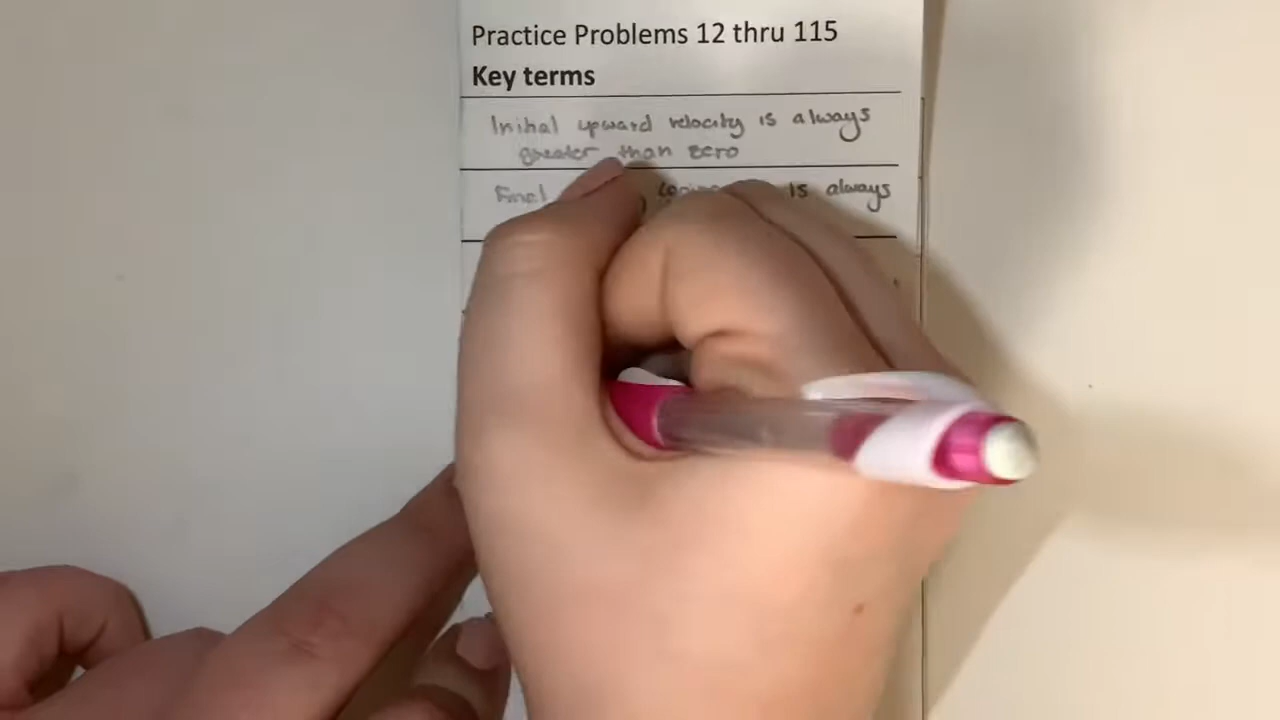 Practice Problems 12 thru 115
Key terms
Initial upward velocity is always
greater than zero
Final is always